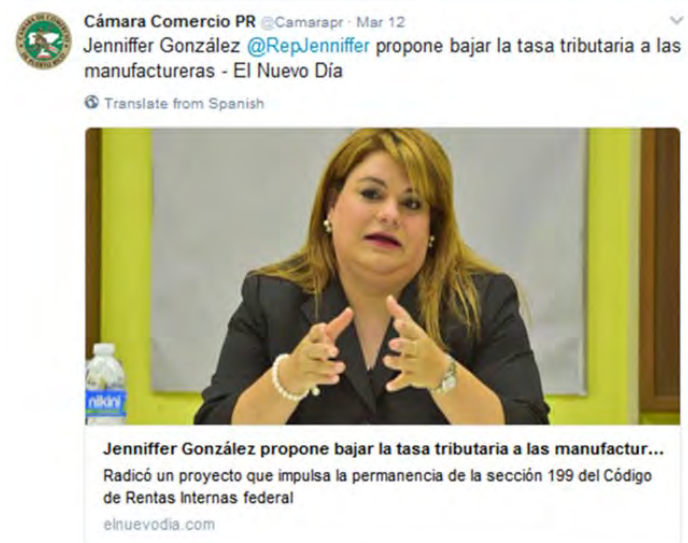 Cámara Comercio PR @Camarapr · Mar 12
Jenniffer González @RepJenniffer propone bajar la tasa tributaria a las
manufactureras - El Nuevo Día
Translate from Spanish
nikini
Jenniffer González propone bajar la tasa tributaria a las manufactur...
Radicó un proyecto que impulsa la permanencia de la sección 199 del Código
de Rentas Internas federal
elnuevodia.com